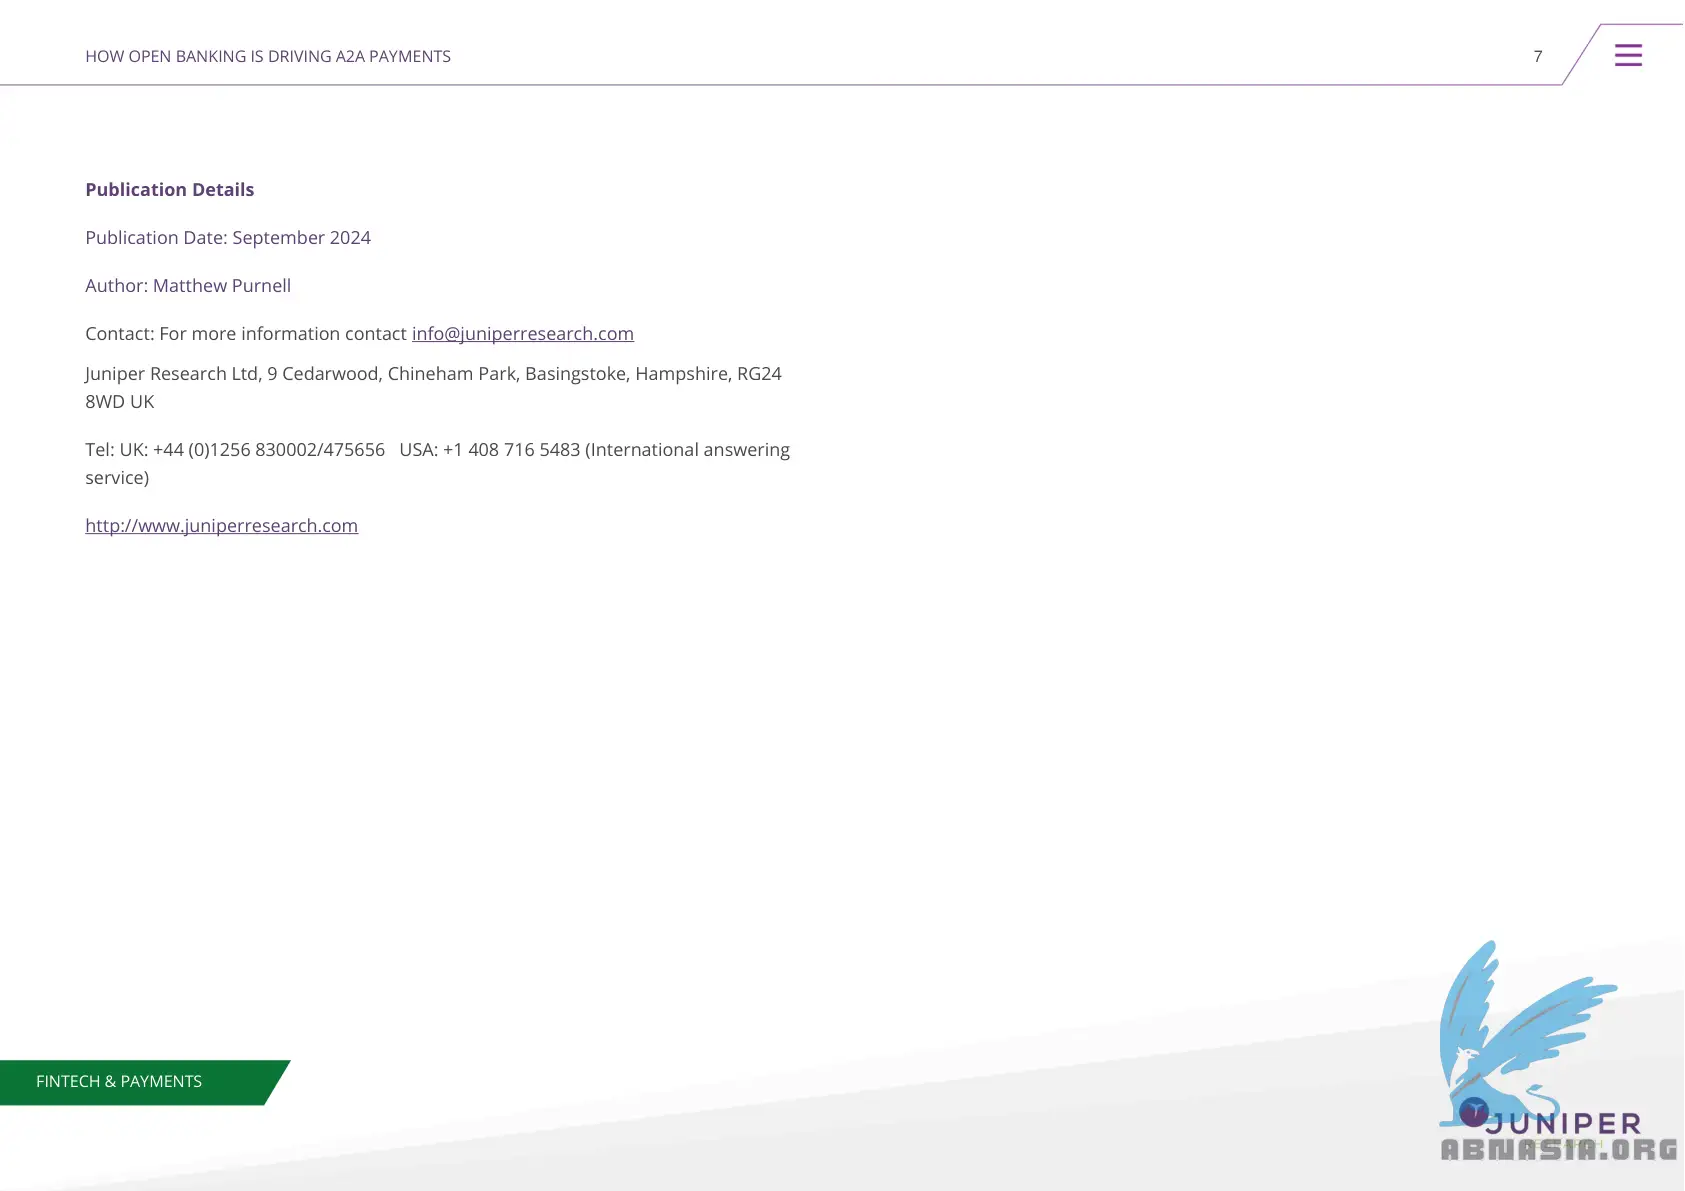 HOW OPEN BANKING IS DRIVING A2A PAYMENTS
7
Publication Details
Publication Date: September 2024
Author: Matthew Purnell
Contact: For more information contact info@juniperresearch.com
Juniper Research Ltd, 9 Cedarwood, Chineham Park, Basingstoke, Hampshire, RG24
8WD UK
Tel: UK: +44 (0)1256 830002/475656   USA: +1 408 716 5483 (International answering
service)
http://www.juniperresearch.com
FINTECH & PAYMENTS
JUNIPER
ABMASIA.ORG